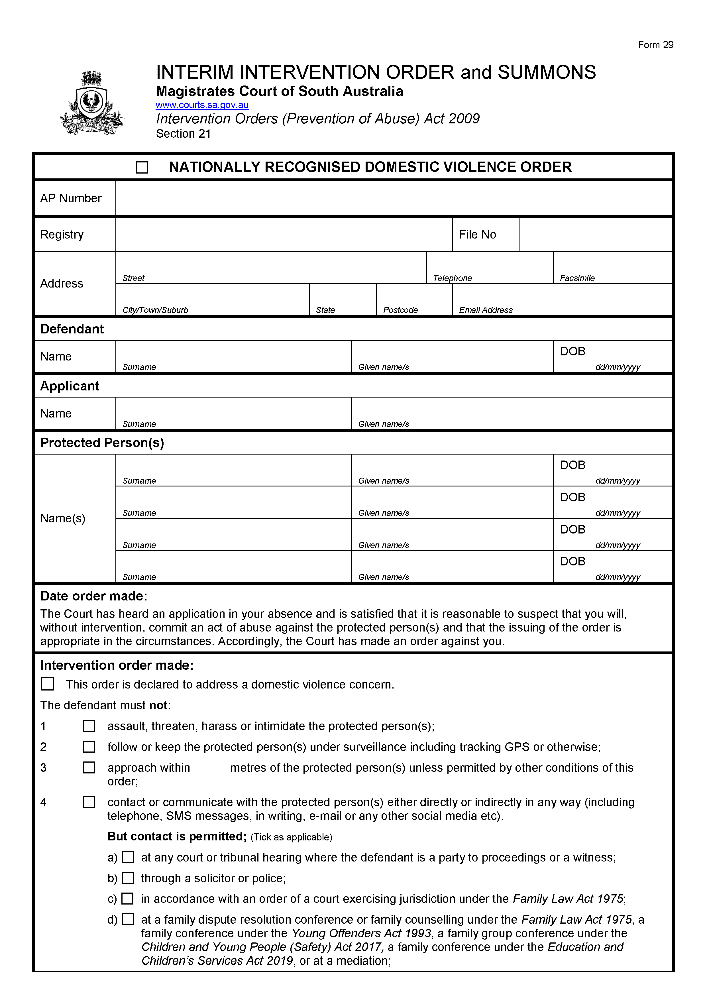 Form 29
INTERIM INTERVENTION ORDER and SUMMONS
Magistrates Court of South Australia
www.courts.sa.gov.au
Intervention Orders (Prevention of Abuse) Act 2009
Section 21
SOUTH AUSTRALIA
NATIONALLY RECOGNISED DOMESTIC VIOLENCE ORDER
AP Number
Registry
File No
Address
Street
Telephone
Facsimile
City/Town/Suburb
State
Postcode
Email Address
Defendant
Name
Surname
Given name/s
DOB
dd/mm/yyyy
Applicant
Name
Surname
Given name/s
Protected Person(s)
Name(s)
Surname
Given name/s
DOB
dd/mm/yyyy
Surname
Given name/s
DOB
dd/mm/yyyy
Surname
Given name/s
DOB
dd/mm/yyyy
Surname
Given name/s
DOB
dd/mm/yyyy
Date order made:
The Court has heard an application in your absence and is satisfied that it is reasonable to suspect that you will,
without intervention, commit an act of abuse against the protected person(s) and that the issuing of the order is
appropriate in the circumstances. Accordingly, the Court has made an order against you.
Intervention order made:
This order is declared to address a domestic violence concern.
The defendant must not:
1 assault, threaten, harass or intimidate the protected person(s);
2 follow or keep the protected person(s) under surveillance including tracking GPS or otherwise;
3 approach within metres of the protected person(s) unless permitted by other conditions of this
order;
4 contact or communicate with the protected person(s) either directly or indirectly in any way (including
telephone, SMS messages, in writing, e-mail or any other social media etc).
But contact is permitted; (Tick as applicable)
a) at any court or tribunal hearing where the defendant is a party to proceedings or a witness;
b) through a solicitor or police;
c) in accordance with an order of a court exercising jurisdiction under the Family Law Act 1975;
d) at a family dispute resolution conference or family counselling under the Family Law Act 1975, a
family conference under the Young Offenders Act 1993, a family group conference under the
Children and Young People (Safety) Act 2017, a family conference under the Education and
Children's Services Act 2019, or at a mediation;